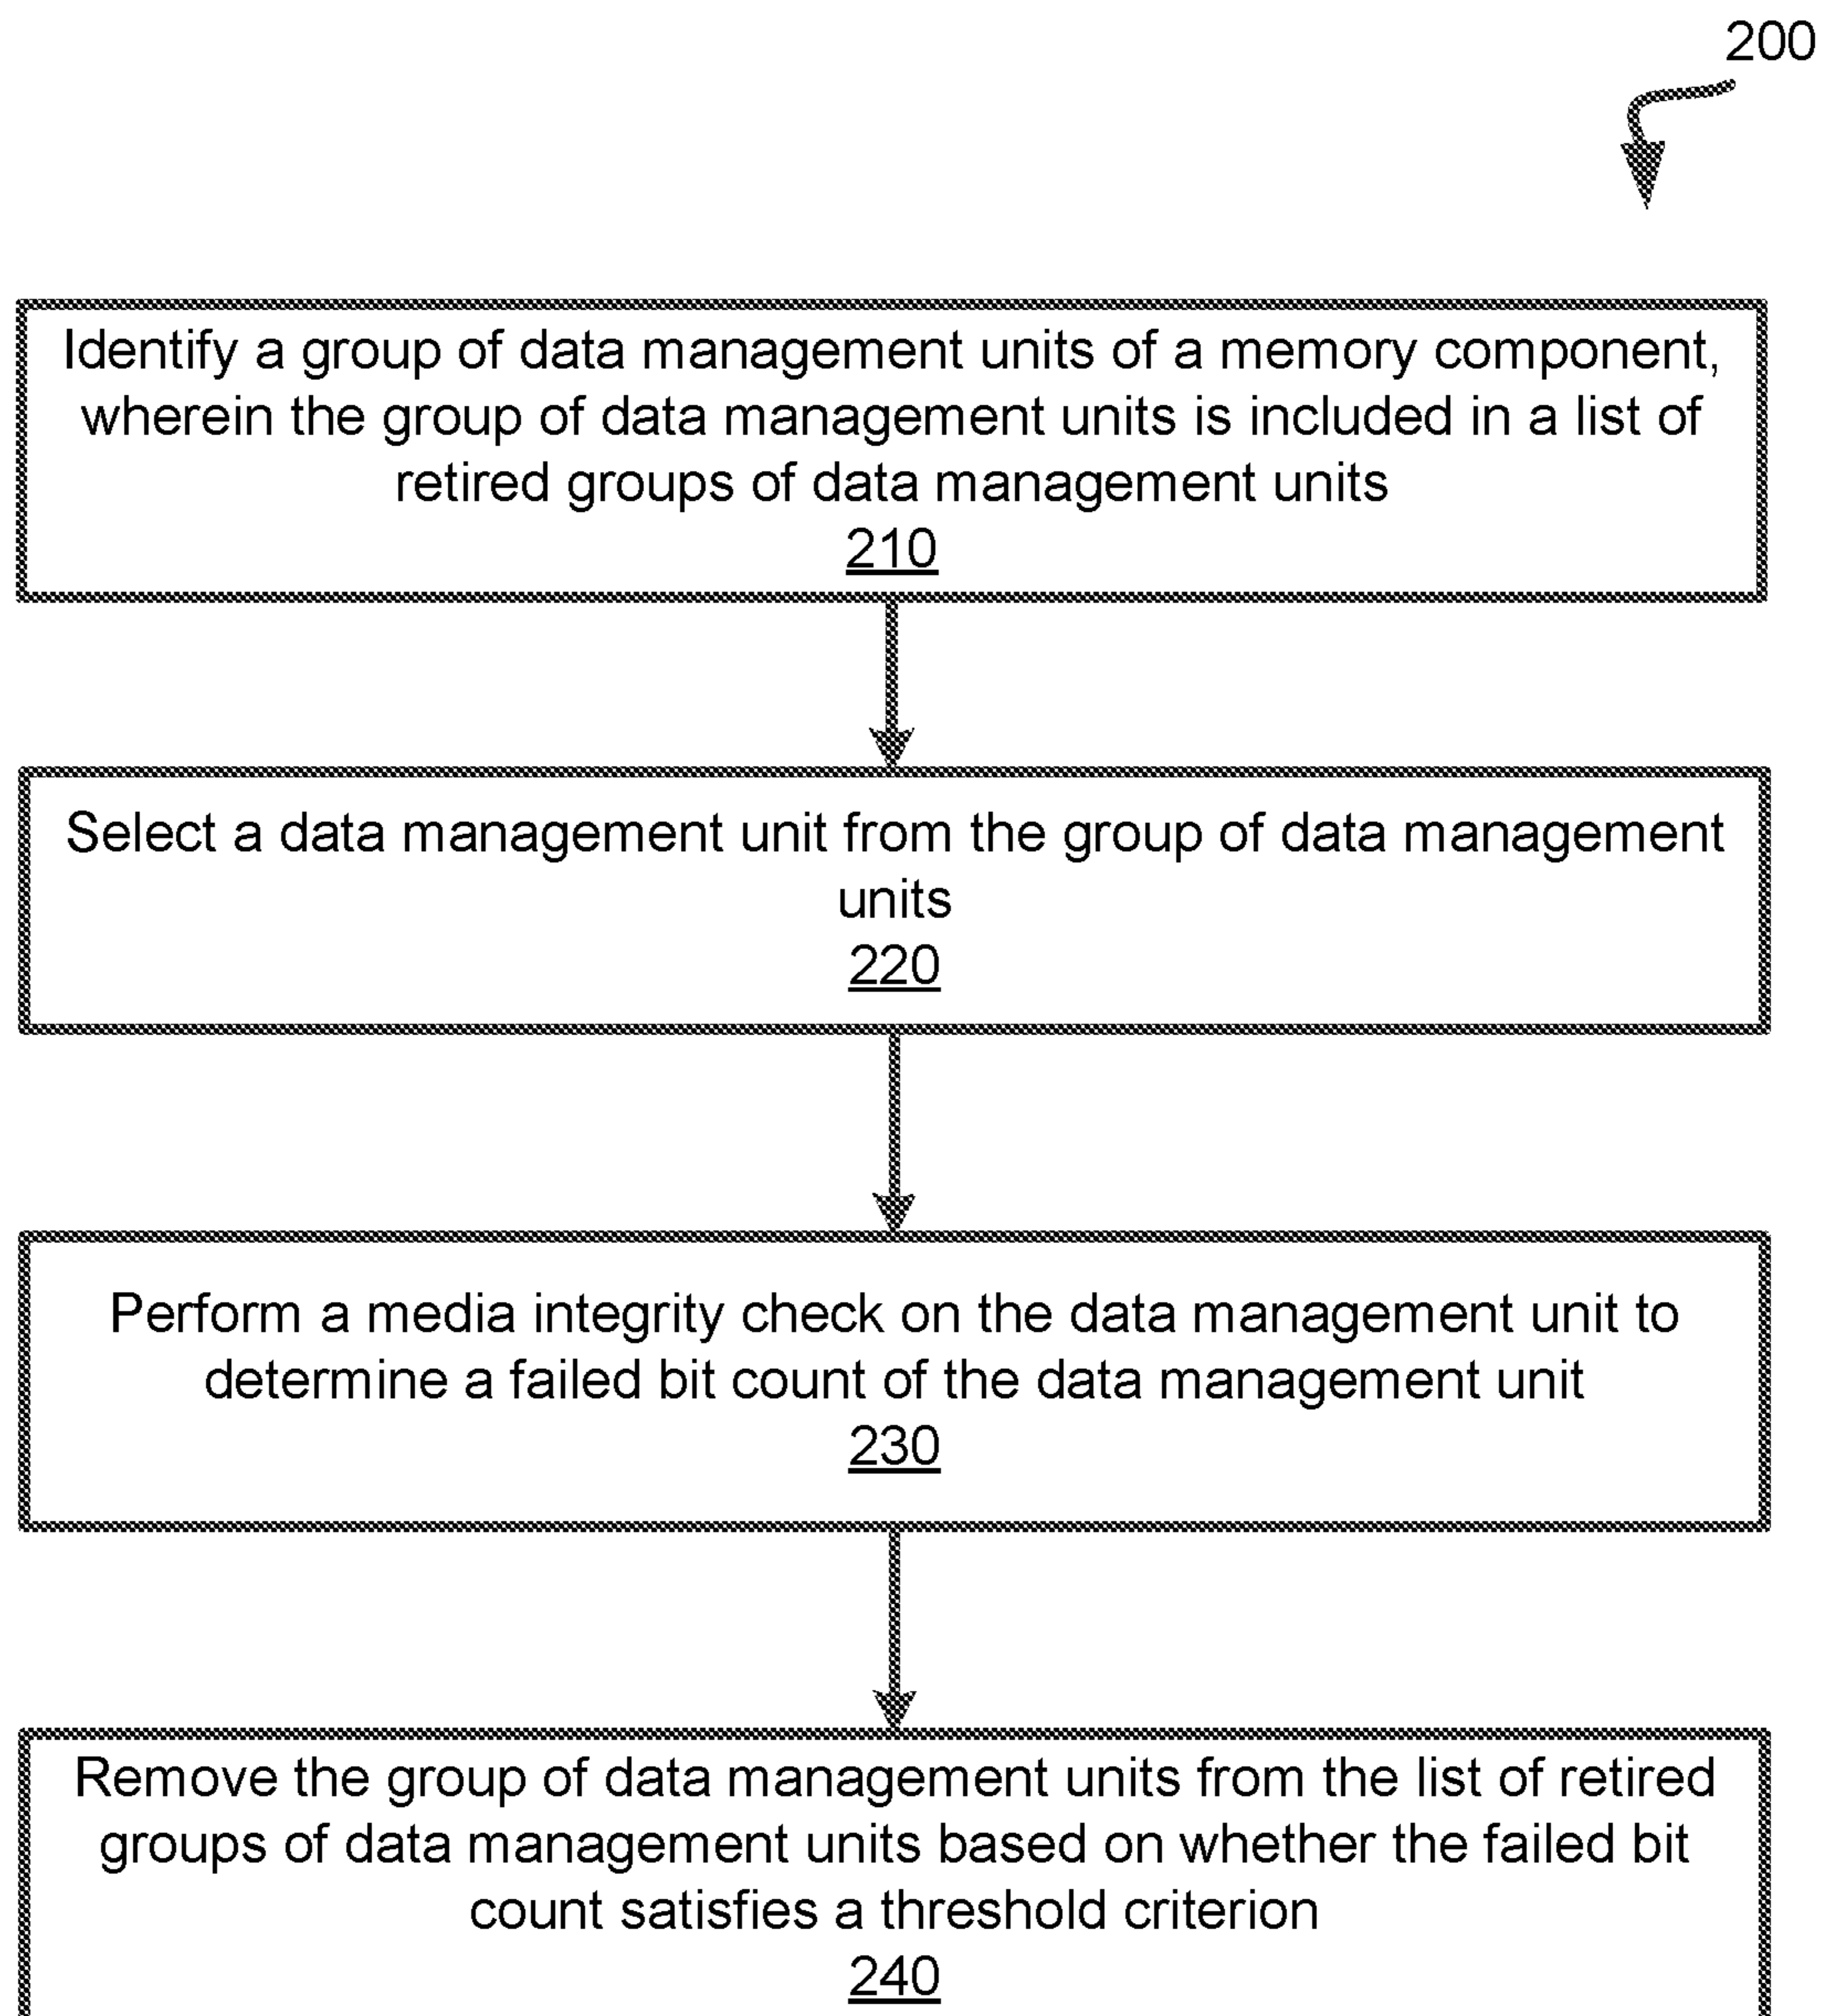 200
Identify a group of data management units of a memory component,
wherein the group of data management units is included in a list of
retired groups of data management units
210
Select a data management unit from the group of data management
units
220
Perform a media integrity check on the data management unit to
determine a failed bit count of the data management unit
230
Remove the group of data management units from the list of retired
groups of data management units based on whether the failed bit
count satisfies a threshold criterion
240